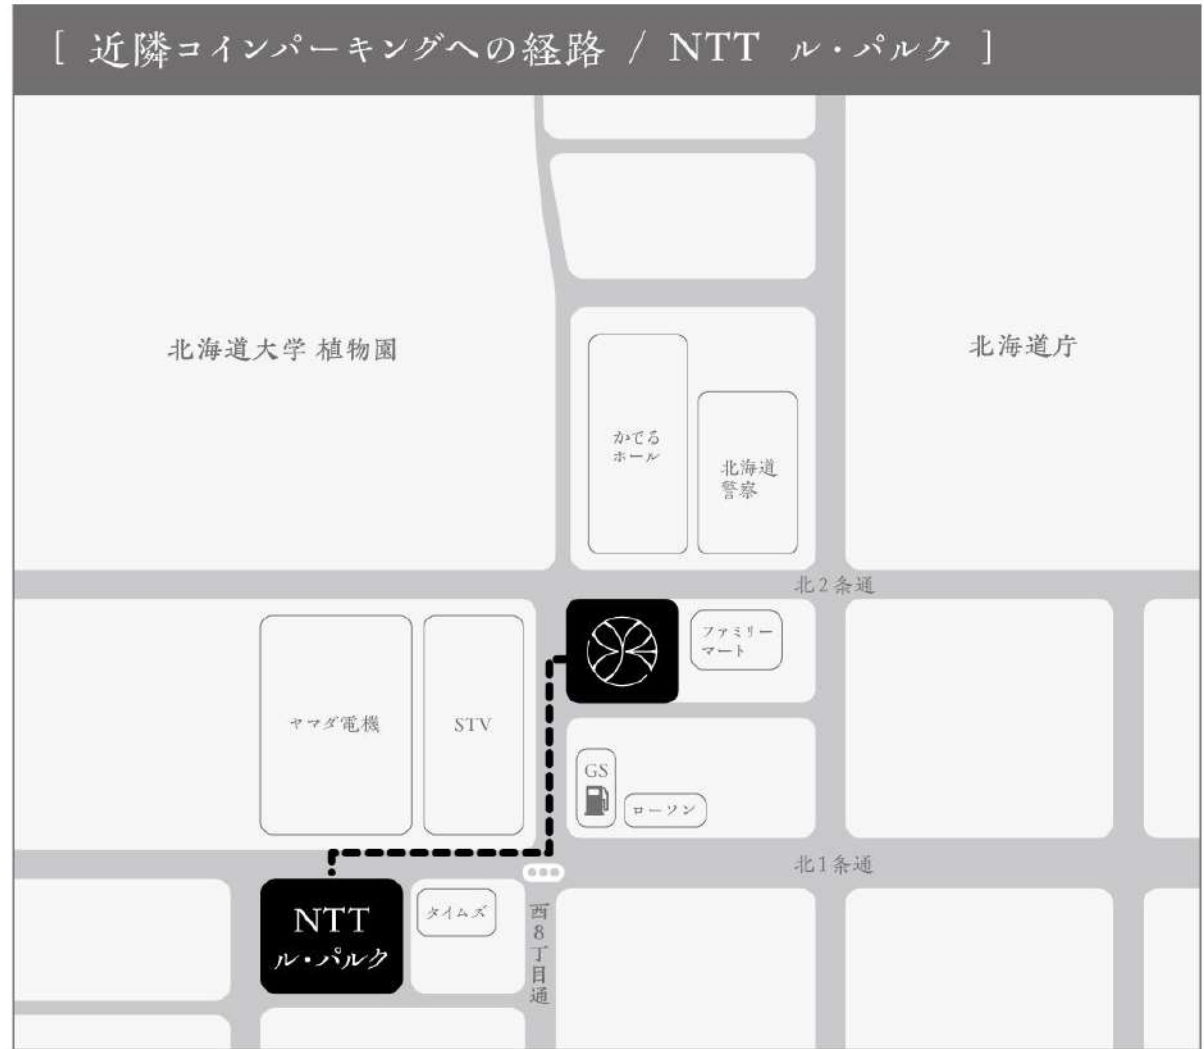 [ 近隣コインパーキングへの経路 / NTT ル・パルク ]
北海道大学 植物園
北海道庁
かでる
ホール
北海道
警察
北2条通
ファミリー
マート
ヤマダ電機
STV
GS
ローソン
北1条通
NTT
ル・パルク
タイムズ
西8丁目通